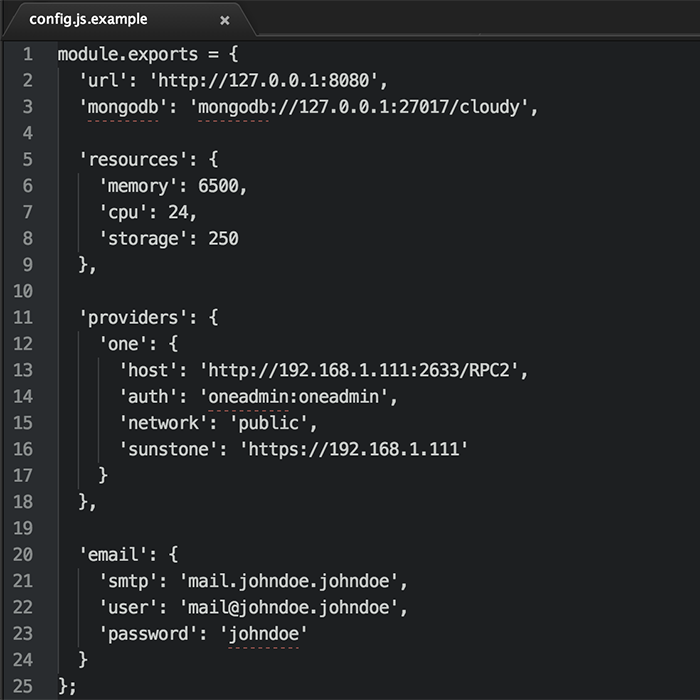 config.js.example ×
1 module.exports = {
2   'url': 'http://127.0.0.1:8080',
3   'mongodb': 'mongodb://127.0.0.1:27017/cloudy',
4
5   'resources': {
6     'memory': 6500,
7     'cpu': 24,
8     'storage': 250
9   },
10
11   'providers': {
12     'one': {
13       'host': 'http://192.168.1.111:2633/RPC2',
14       'auth': 'oneadmin:oneadmin',
15       'network': 'public',
16       'sunstone': 'https://192.168.1.111'
17     }
18   },
19
20   'email': {
21     'smtp': 'mail.johndoe.johndoe',
22     'user': 'mail@johndoe.johndoe',
23     'password': 'johndoe'
24   }
25 };